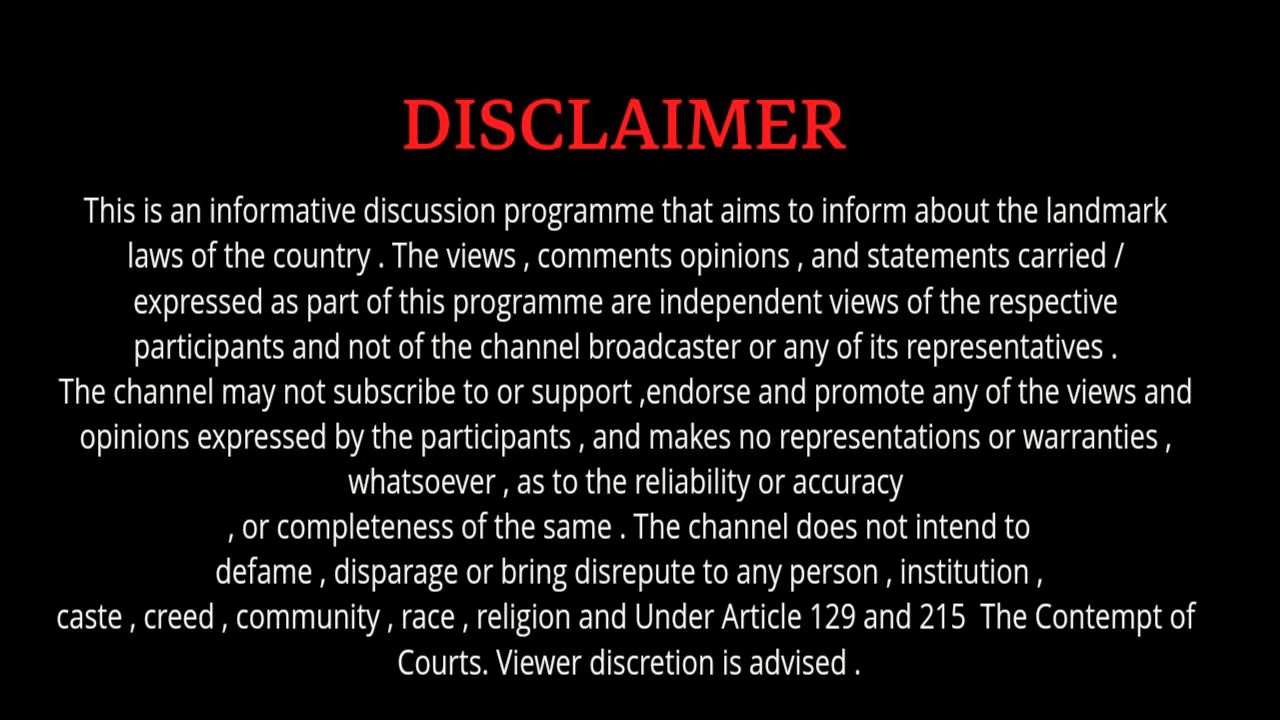 DISCLAIMER
This is an informative discussion programme that aims to inform about the landmark
laws of the country . The views , comments opinions , and statements carried /
expressed as part of this programme are independent views of the respective
participants and not of the channel broadcaster or any of its representatives .
The channel may not subscribe to or support ,endorse and promote any of the views and
opinions expressed by the participants , and makes no representations or warranties ,
whatsoever , as to the reliability or accuracy
, or completeness of the same . The channel does not intend to
defame , disparage or bring disrepute to any person , institution ,
caste , creed , community , race , religion and Under Article 129 and 215  The Contempt of
Courts. Viewer discretion is advised .